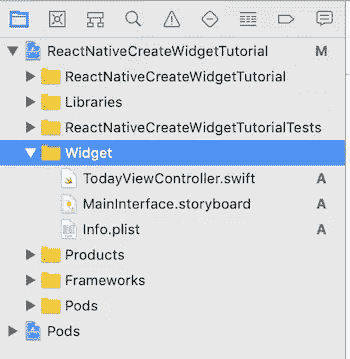 ReactNativeCreateWidgetTutorial M
ReactNativeCreateWidgetTutorial
Libraries
ReactNativeCreateWidgetTutorialTests
Widget
TodayViewController.swift A
MainInterface.storyboard A
Info.plist A
Products
Frameworks
Pods
Pods